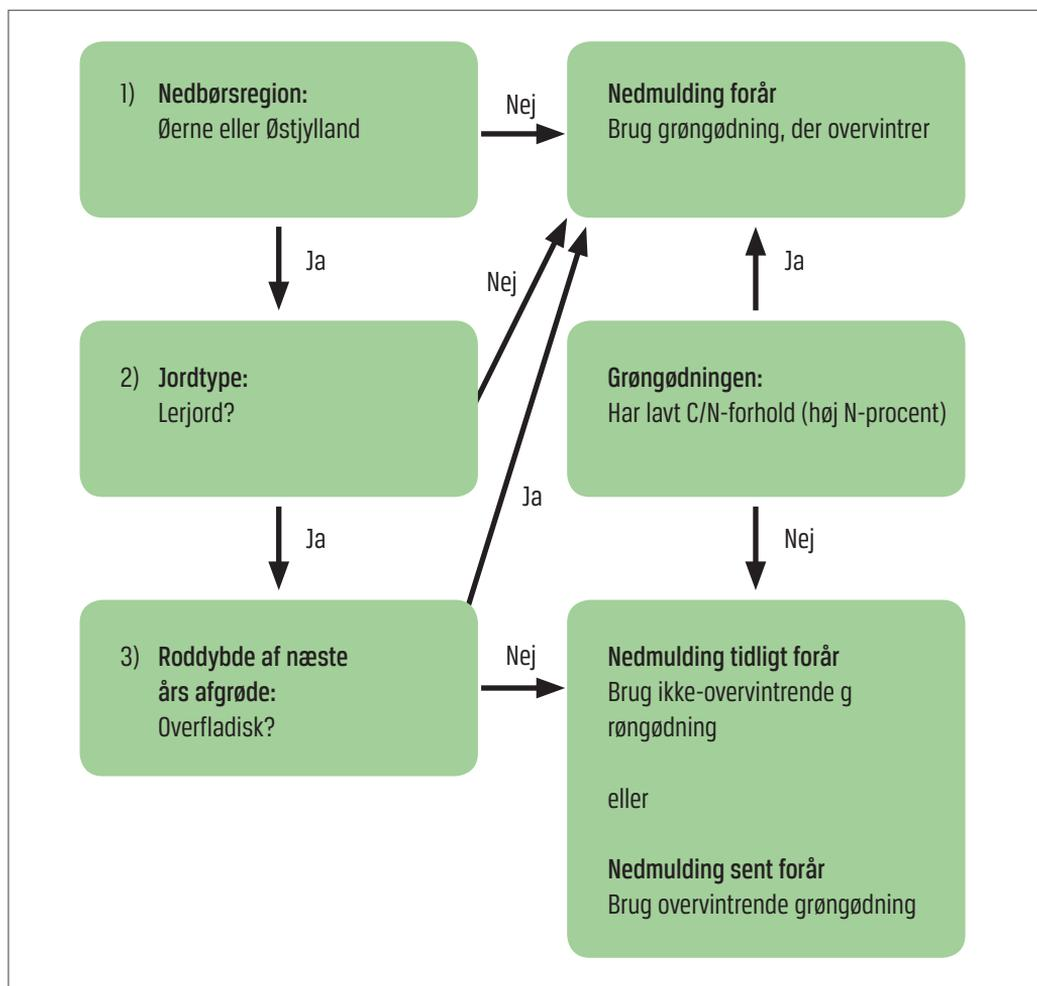 1) Nedbørsregion:
Øerne eller Østjylland
Nej
Nedmulding forår
Brug grøngødning, der overvintrer
Ja
Nej
Ja
2) Jordtype:
Lerjord?
Grøngødningen:
Har lavt C/N-forhold (høj N-procent)
Ja
Ja
Nej
3) Roddybde af næste
års afgrøde:
Overfladisk?
Nej
Nedmulding tidligt forår
Brug ikke-overvintrende g
røngødning
eller
Nedmulding sent forår
Brug overvintrende grøngødning